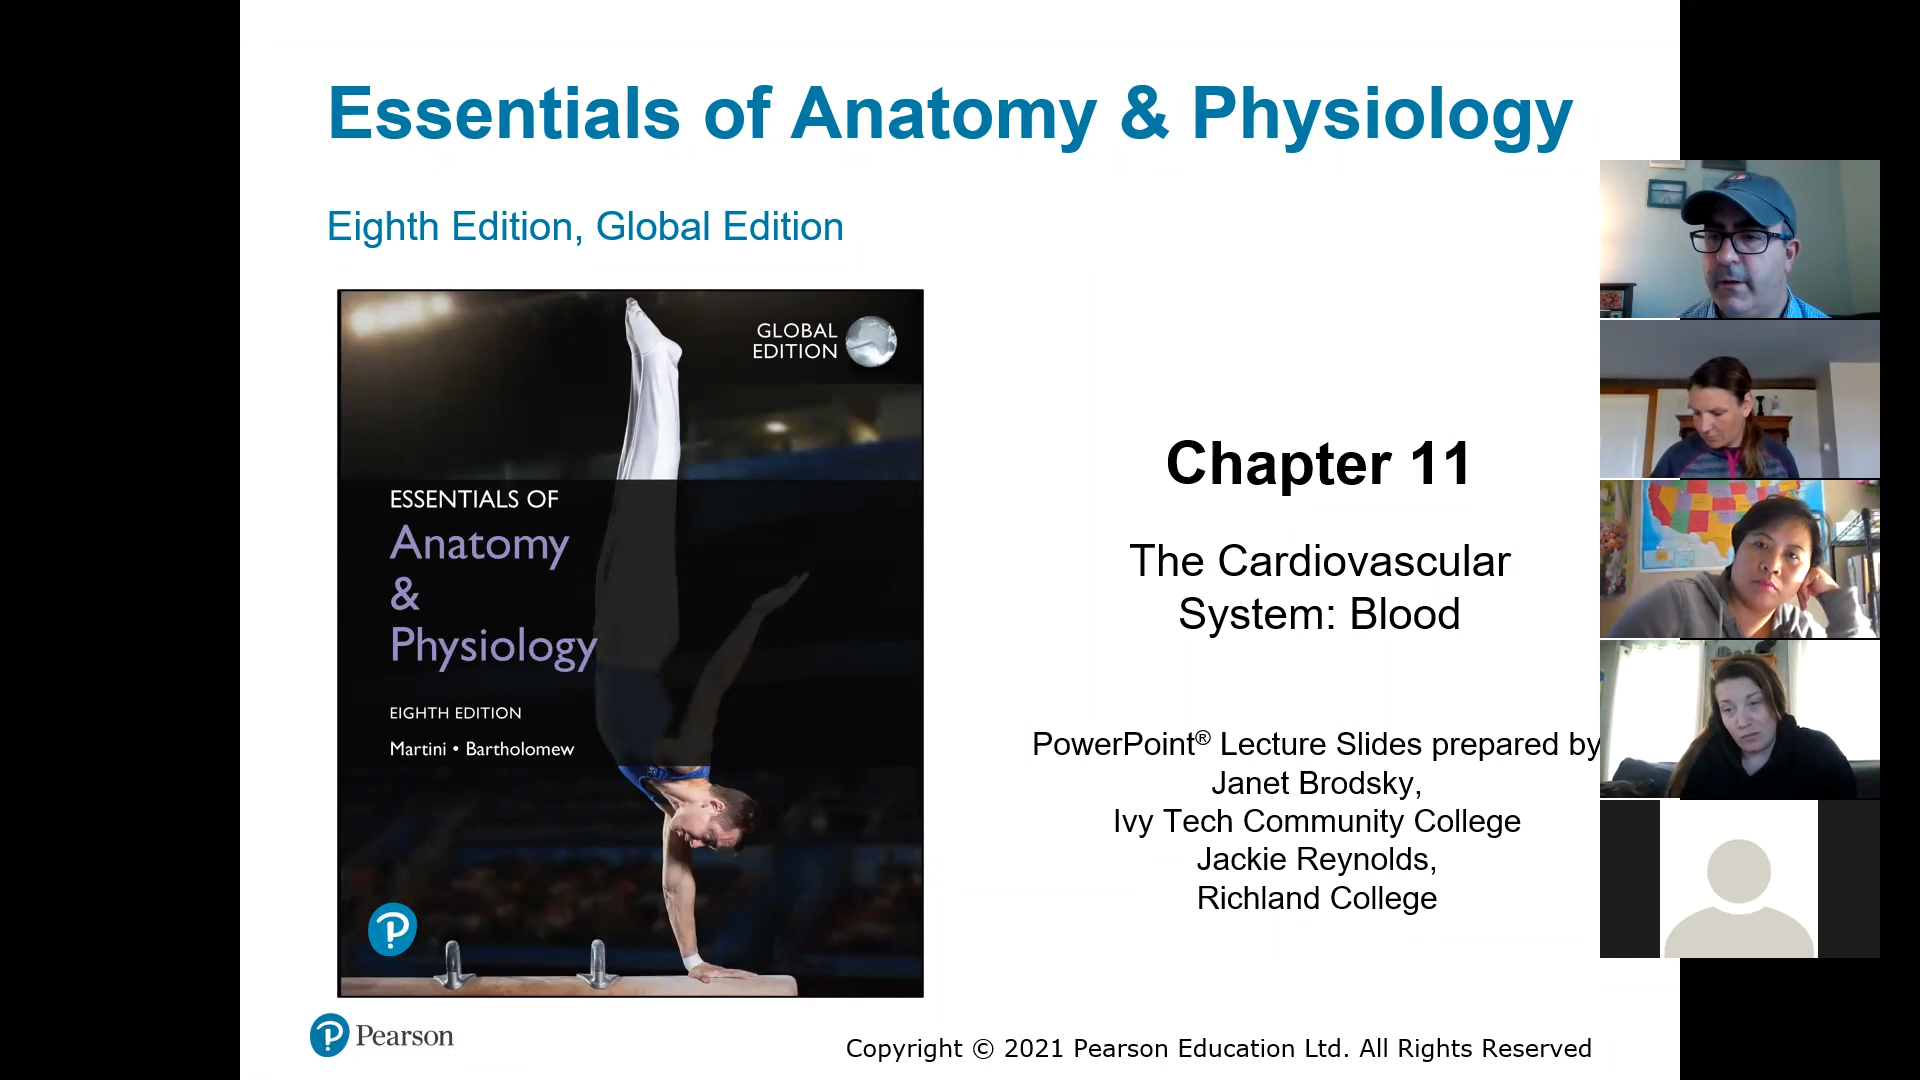 Essentials of Anatomy & Physiology
Eighth Edition, Global Edition
GLOBAL
EDITION
ESSENTIALS OF
Anatomy
&
Physiology
EIGHTH EDITION
Martini • Bartholomew
Chapter 11
The Cardiovascular
System: Blood
PowerPoint® Lecture Slides prepared by
Janet Brodsky,
Ivy Tech Community College
Jackie Reynolds,
Richland College
Pearson
Copyright © 2021 Pearson Education Ltd. All Rights Reserved